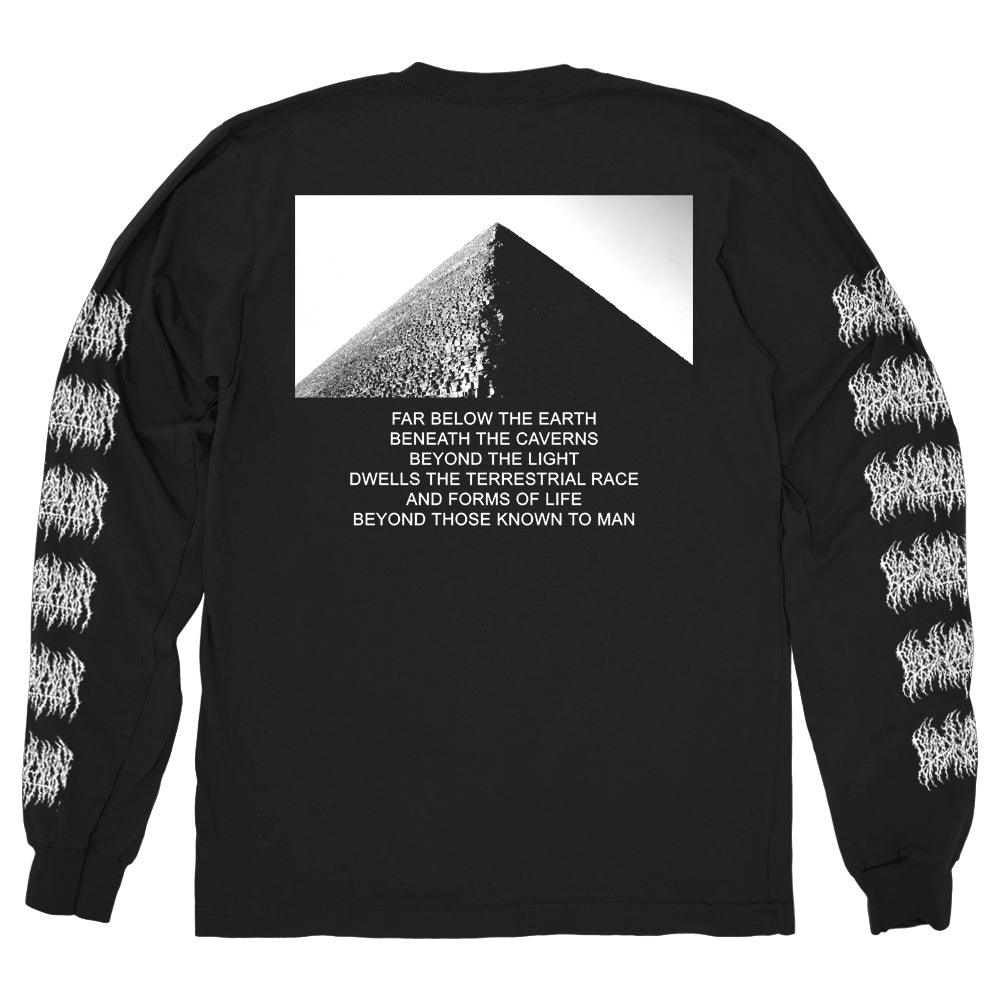 FAR BELOW THE EARTH
BENEATH THE CAVERNS
BEYOND THE LIGHT
DWELLS THE TERRESTRIAL RACE
AND FORMS OF LIFE
BEYOND THOSE KNOWN TO MAN